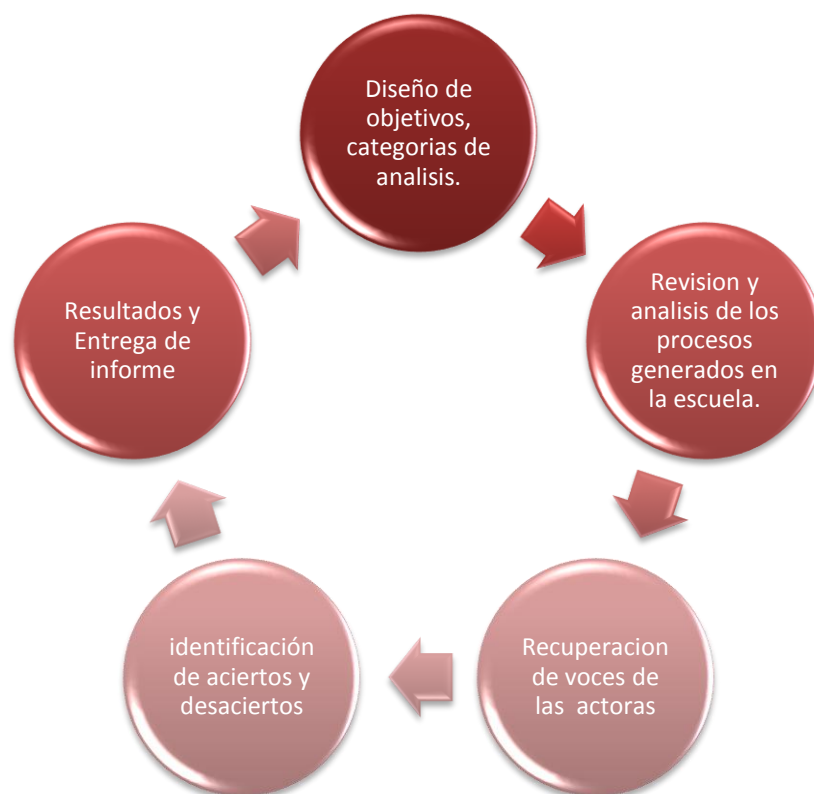 Diseño de
objetivos,
categorias de
analisis.
Revision y
analisis de los
procesos
generados en
la escuela.
Recuperacion
de voces de
las actoras
identificación
de aciertos y
desaciertos
Resultados y
Entrega de
informe